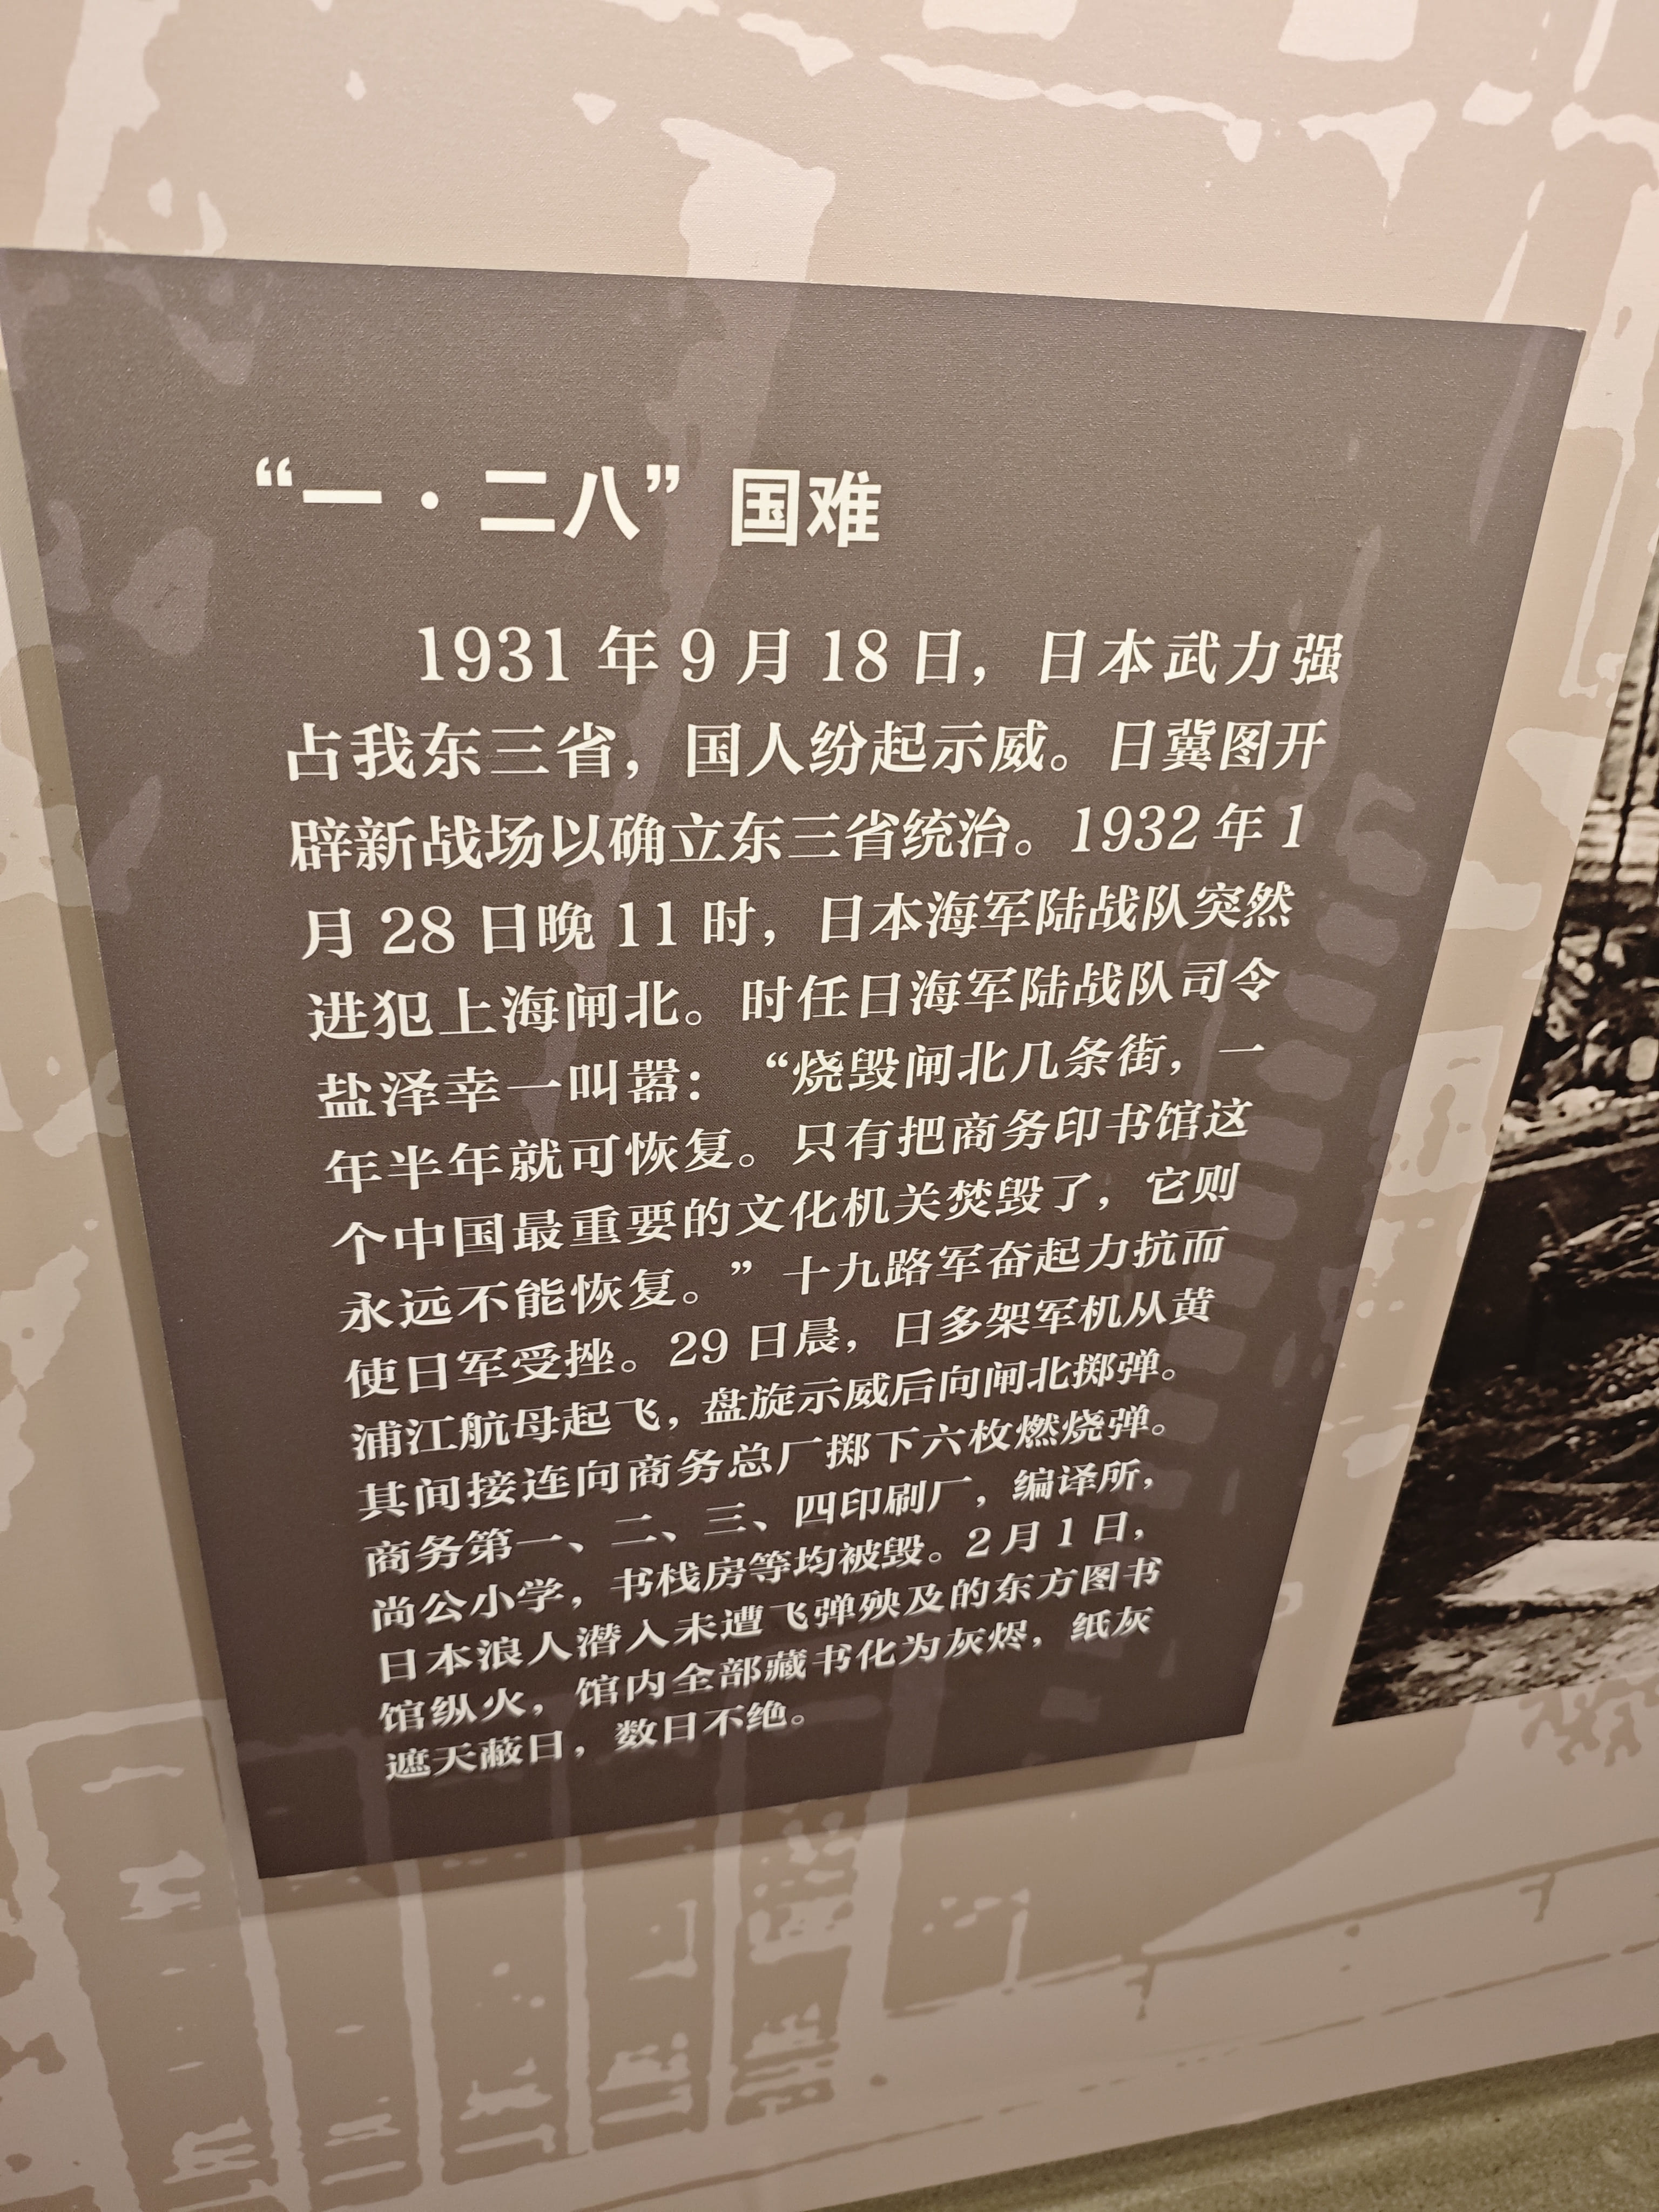 “一·二八”国难
1931 年 9 月 18 日，日本武力强
占我东三省，国人纷起示威。日冀图开
辟新战场以确立东三省统治。1932 年 1
月 28 日晚 11 时，日本海军陆战队突然
进犯上海闸北。时任日海军陆战队司令
盐泽幸一叫嚣：“烧毁闸北几条街，一
年半年就可恢复。只有把商务印书馆这
个中国最重要的文化机关焚毁了，它则
永远不能恢复。”十九路军奋起力抗而
使日军受挫。29 日晨，日多架军机从黄
浦江航母起飞，盘旋示威后向闸北掷弹。
其间接连向商务总厂掷下六枚燃烧弹。
商务第一、二、三、四印刷厂，编译所，
尚公小学，书栈房等均被毁。2 月 1 日，
日本浪人潜入未遭飞弹殃及的东方图书
馆纵火，馆内全部藏书化为灰烬，纸灰
遮天蔽日，数日不绝。